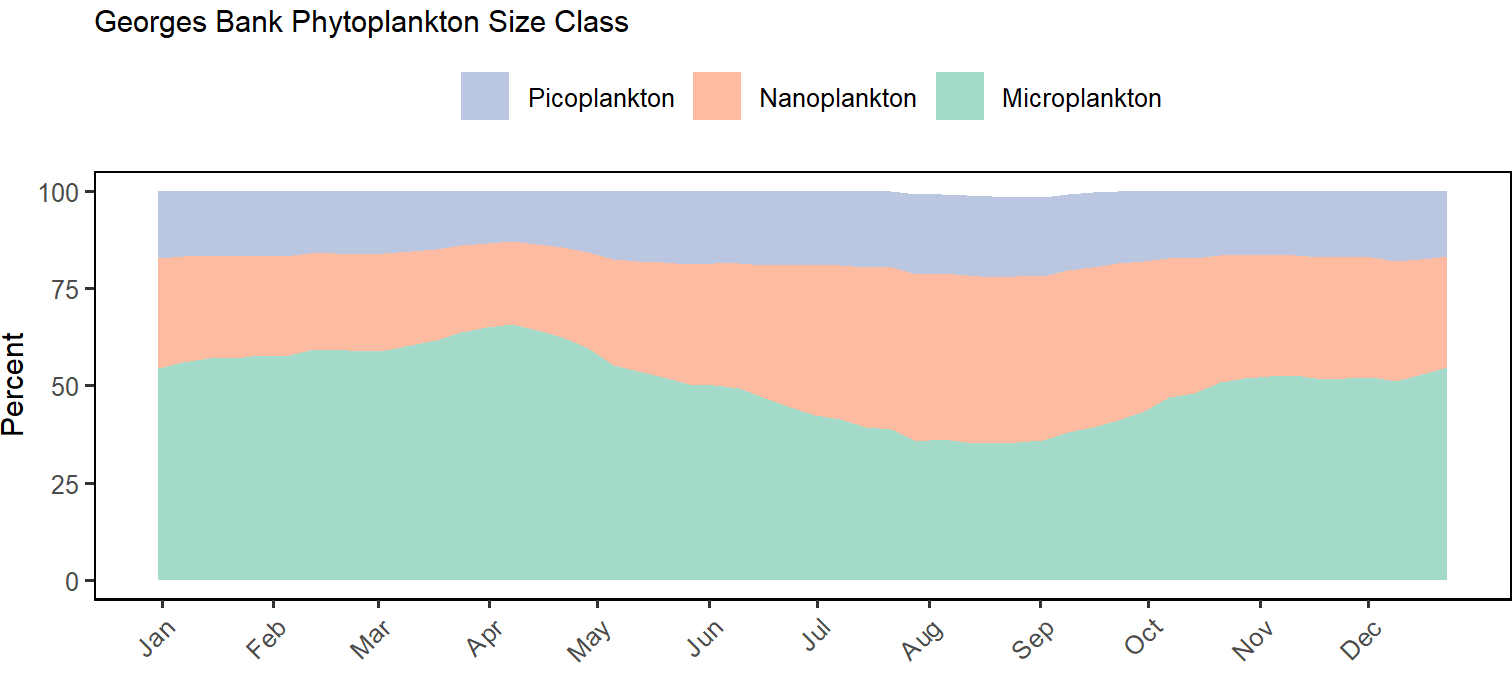 Georges Bank Phytoplankton Size Class
Picoplankton Nanoplankton Microplankton
100
75
50
25
0
Percent
Jan Feb Mar Apr May Jun Jul Aug Sep Oct Nov Dec